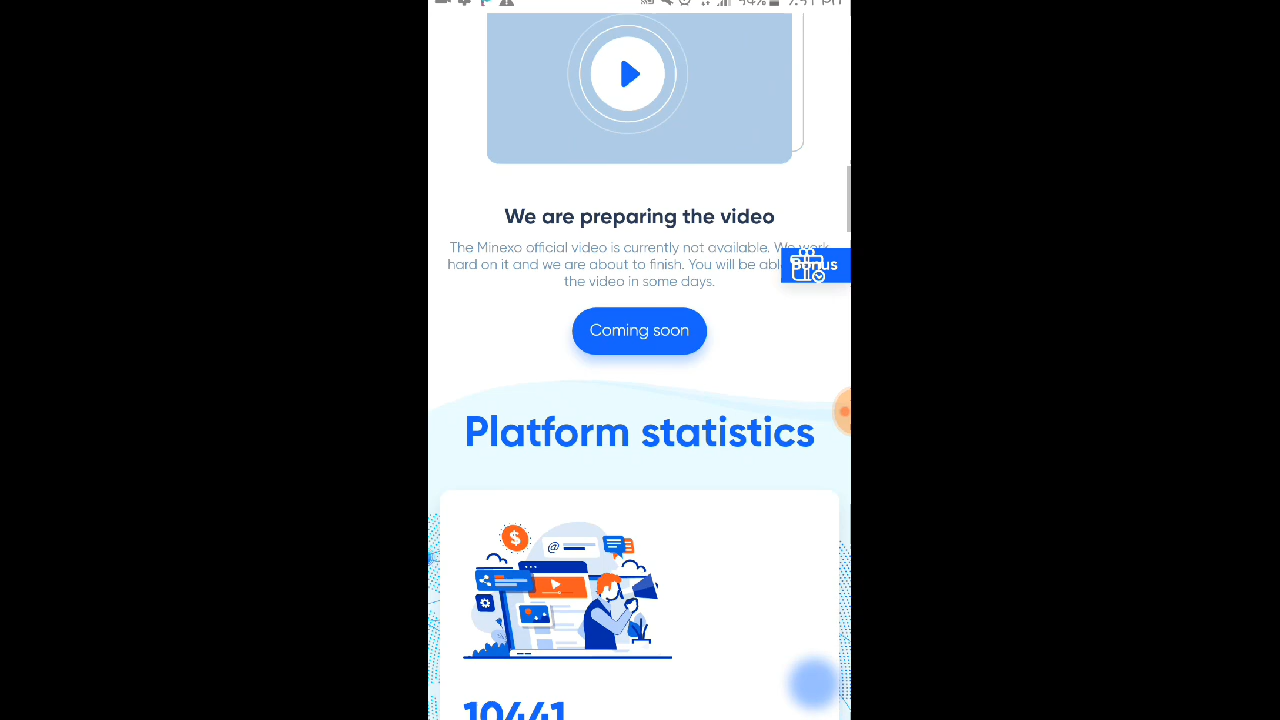 We are preparing the video
The Minexo official video is currently not available. We work
hard on it and we are about to finish. You will be
the video in some days.
Bonus
Coming soon
Platform statistics
10441